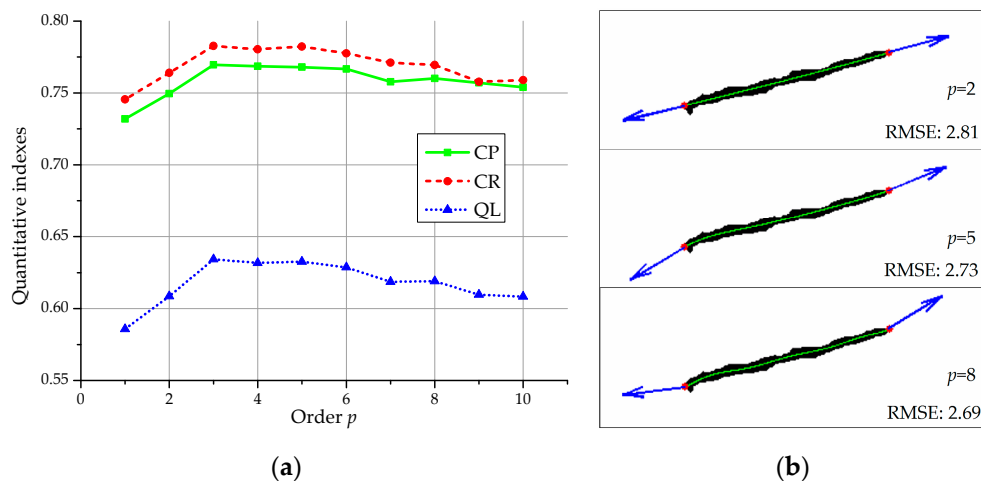 0.80
0.75
0.70
0.65
0.60
0.55
Quantitative indexes
CP
CR
QL
0
2
4
6
8
10
Order p
(a)
p=2
RMSE: 2.81
p=5
RMSE: 2.73
p=8
RMSE: 2.69
(b)